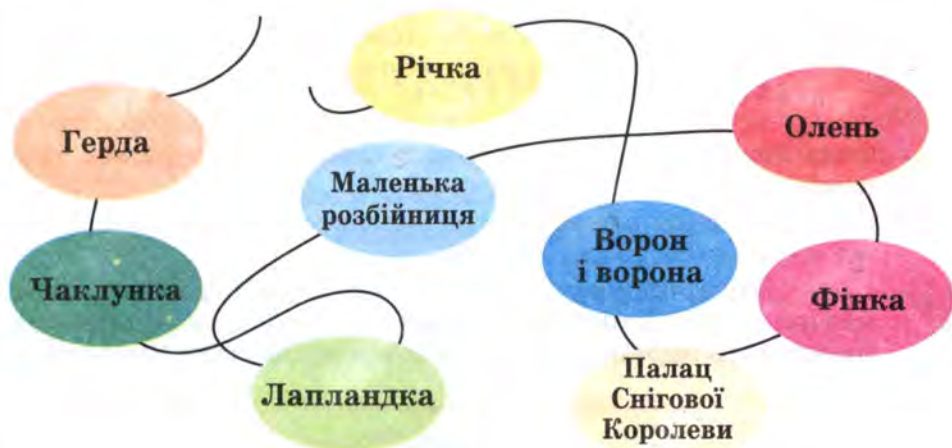 Річка
Герда
Олень
Маленька
розбійниця
Ворон
і ворона
Чаклунка
Фінка
Лапландка
Палац
Снігової
Королеви